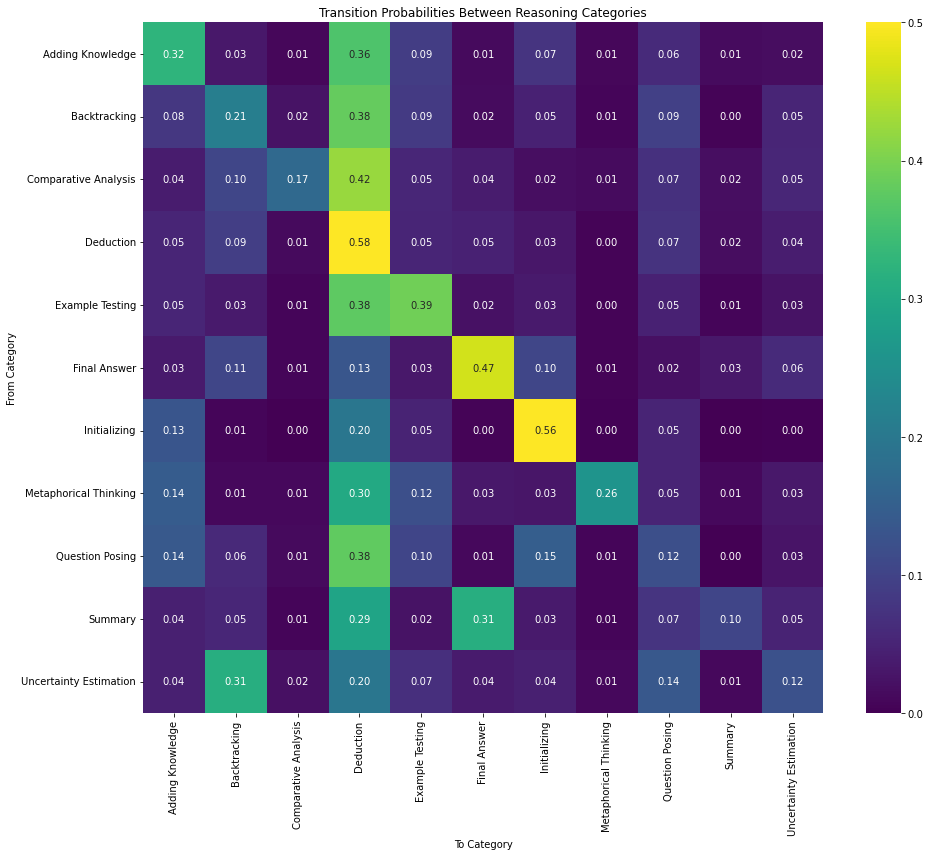 Transition Probabilities Between Reasoning Categories
From Category
Adding Knowledge 0.32 0.03 0.01 0.36 0.09 0.01 0.07 0.01 0.06 0.01 0.02
Backtracking 0.08 0.21 0.02 0.38 0.09 0.02 0.05 0.01 0.09 0.00 0.05
Comparative Analysis 0.04 0.10 0.17 0.42 0.05 0.04 0.02 0.01 0.07 0.02 0.05
Deduction 0.05 0.09 0.01 0.58 0.05 0.05 0.03 0.00 0.07 0.02 0.04
Example Testing 0.05 0.03 0.01 0.38 0.39 0.02 0.03 0.00 0.05 0.01 0.03
Final Answer 0.03 0.11 0.01 0.13 0.03 0.47 0.10 0.01 0.02 0.03 0.06
Initializing 0.13 0.01 0.00 0.20 0.05 0.00 0.56 0.00 0.05 0.00 0.00
Metaphorical Thinking 0.14 0.01 0.01 0.30 0.12 0.03 0.03 0.26 0.05 0.01 0.03
Question Posing 0.14 0.06 0.01 0.38 0.10 0.01 0.15 0.01 0.12 0.00 0.03
Summary 0.04 0.05 0.01 0.29 0.02 0.31 0.03 0.01 0.07 0.10 0.05
Uncertainty Estimation 0.04 0.31 0.02 0.20 0.07 0.04 0.04 0.01 0.14 0.01 0.12
Adding Knowledge
Backtracking
Comparative Analysis
Deduction
Example Testing
Final Answer
Initializing
Metaphorical Thinking
Question Posing
Summary
Uncertainty Estimation
To Category
0.5
0.4
0.3
0.2
0.1
0.0